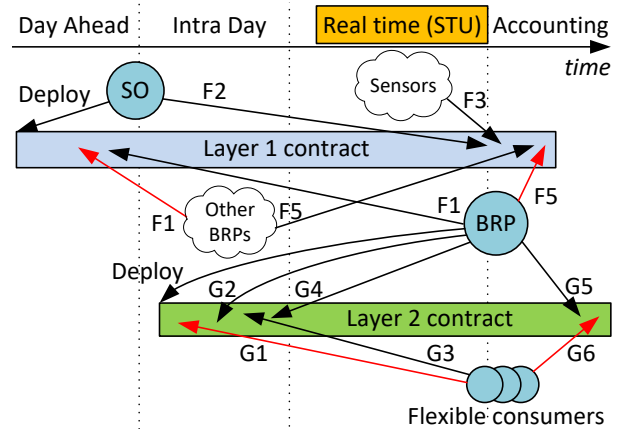 Day Ahead
Intra Day
Real time (STU)
Accounting
time
Sensors
SO
F2
F3
Deploy
Layer 1 contract
F1
Other
BRPs
F5
F1
BRP
F5
Deploy
G2
G4
G5
Layer 2 contract
G1
G3
G6
Flexible consumers